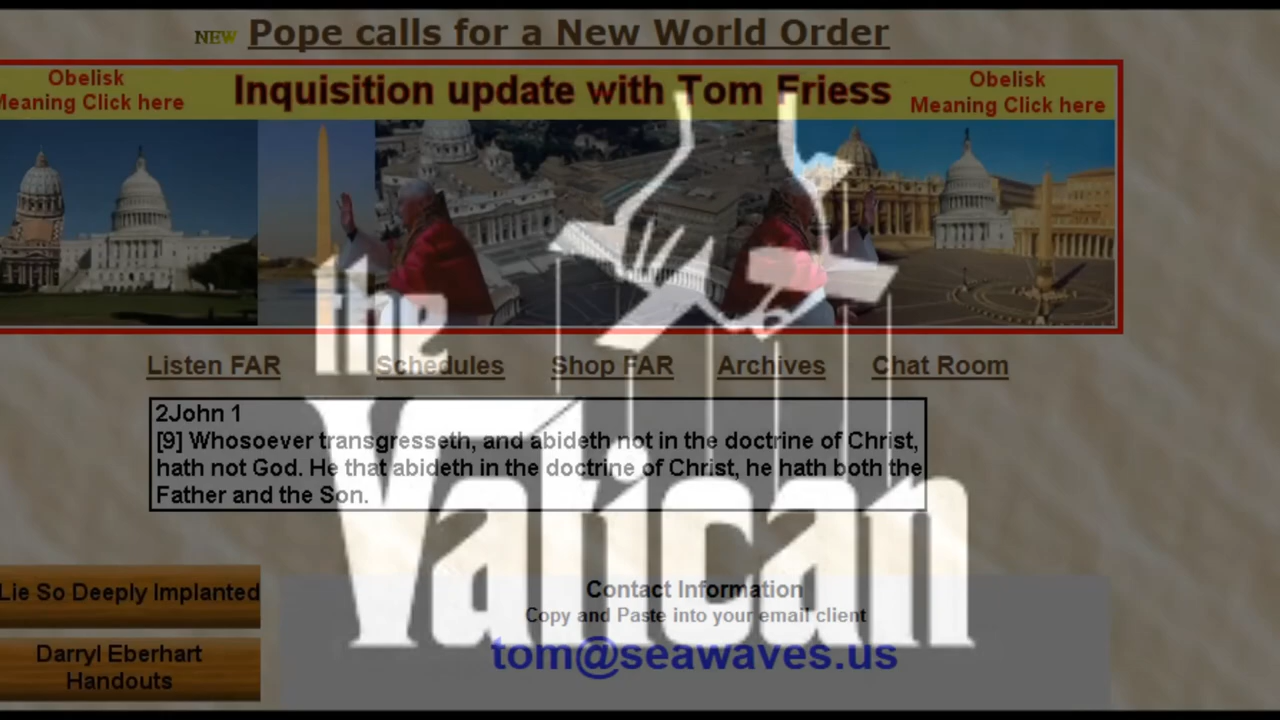 NEW Pope calls for a New World Order
Obelisk
Meaning Click here
Inquisition update with Tom Friess
Obelisk
Meaning Click here
the
Vatican
Listen FAR Schedules Shop FAR Archives Chat Room
2John 1
[9] Whosoever transgresseth, and abideth not in the doctrine of Christ,
hath not God. He that abideth in the doctrine of Christ, he hath both the
Father and the Son.
Lie So Deeply Implanted
Darryl Eberhart
Handouts
Contact Information
Copy and Paste into your email client
tom@seawaves.us